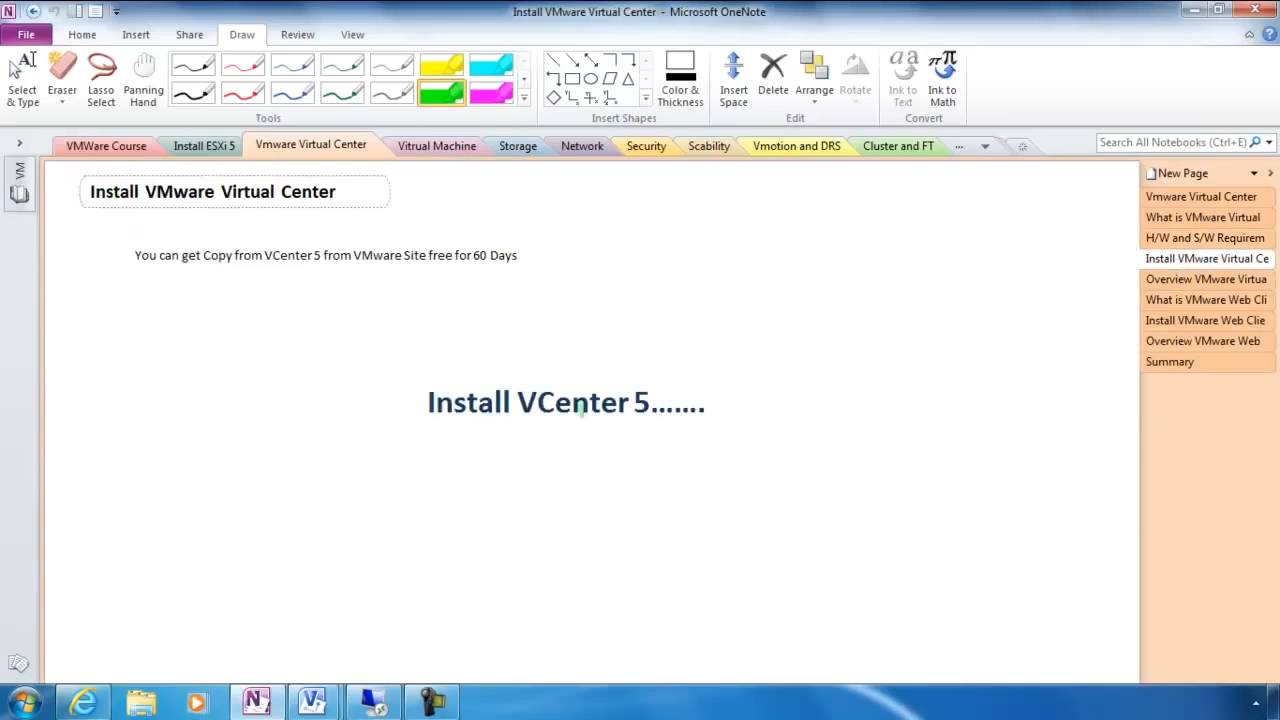 Install VMware Virtual Center - Microsoft OneNote
File Home Insert Share Draw Review View
Select & Type
Eraser
Lasso Select
Panning Hand
Color & Thickness
Insert Space
Delete
Arrange
Rotate
Ink to Text
Ink to Math
Tools
Insert Shapes
Edit
Convert
VMWare Course Install ESXi 5 Vmware Virtual Center Vitrual Machine Storage Network Security Scability Vmotion and DRS Cluster and FT ...
Search All Notebooks (Ctrl+E)
VM
Install VMware Virtual Center
You can get Copy from VCenter 5 from VMware Site free for 60 Days
Install VCenter 5.......
New Page
Vmware Virtual Center
What is VMware Virtual
H/W and S/W Requirem
Install VMware Virtual Ce
Overview VMware Virtua
What is VMware Web Cli
Install VMware Web Clie
Overview VMware Web
Summary